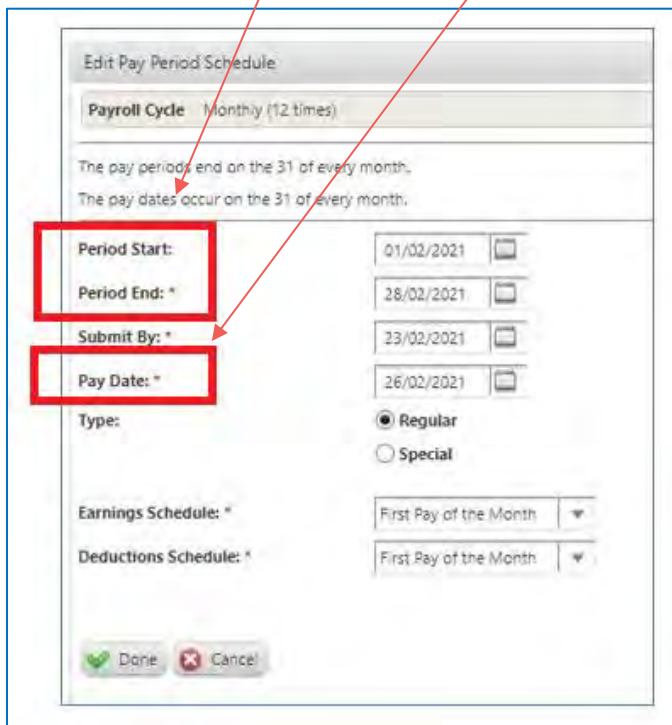 Edit Pay Period Schedule
Payroll Cycle Monthly (12 times)
The pay periods end on the 31 of every month.
The pay dates occur on the 31 of every month.
Period Start: 01/02/2021
Period End: * 28/02/2021
Submit By: * 23/02/2021
Pay Date: * 26/02/2021
Type: Regular
Special
Earnings Schedule: * First Pay of the Month
Deductions Schedule: * First Pay of the Month
Done Cancel